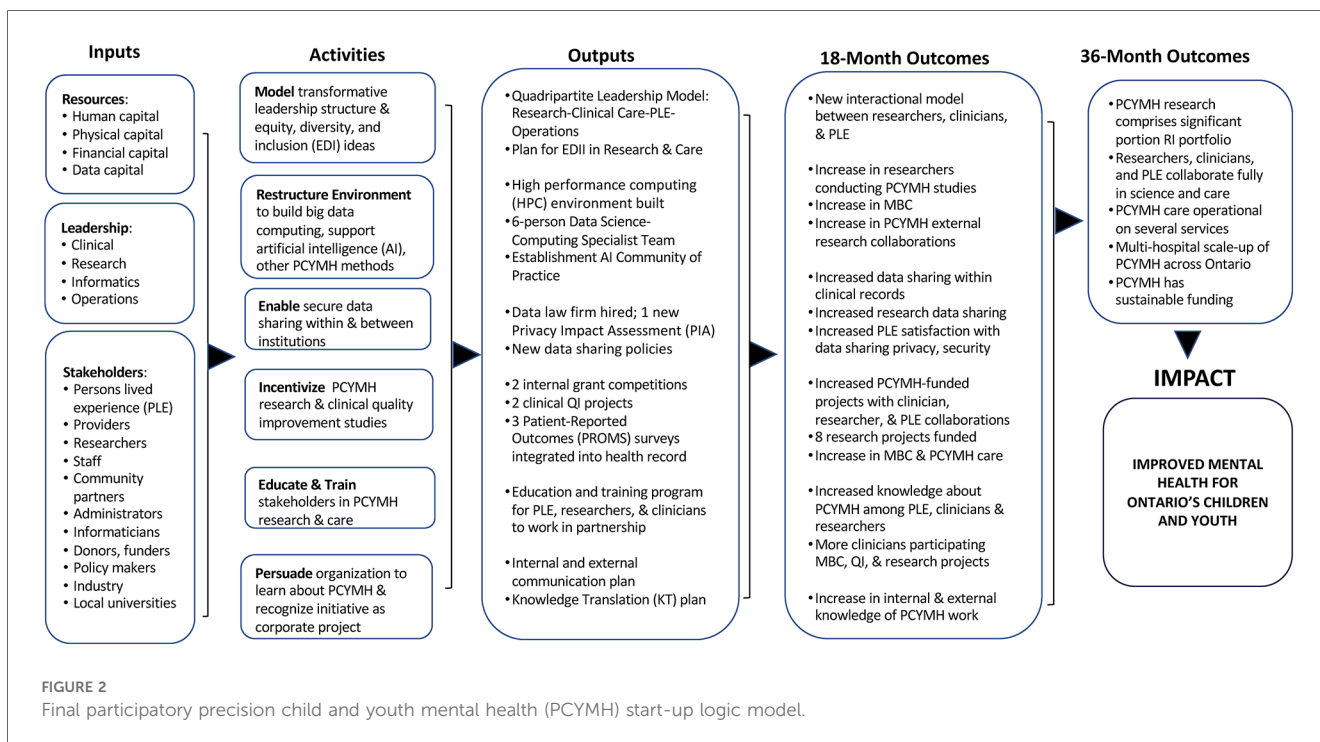 Inputs
Resources:
• Human capital
• Physical capital
• Financial capital
• Data capital
Leadership:
• Clinical
• Research
• Informatics
• Operations
Stakeholders:
• Persons lived
experience (PLE)
• Providers
• Researchers
• Staff
• Community
partners
• Administrators
• Informaticians
• Donors, funders
• Policy makers
• Industry
• Local universities
Activities
Model transformative
leadership structure &
equity, diversity, and
inclusion (EDI) ideas
Restructure Environment
to build big data
computing, support
artificial intelligence (AI),
other PCYMH methods
Enable secure data
sharing within & between
institutions
Incentivize PCYMH
research & clinical quality
improvement studies
Educate & Train
stakeholders in PCYMH
research & care
Persuade organization to
learn about PCYMH &
recognize initiative as
corporate project
Outputs
•Quadripartite Leadership Model:
Research-Clinical Care-PLE-
Operations
•Plan for EDII in Research & Care
•High performance computing
(HPC) environment built
•6-person Data Science-
Computing Specialist Team
•Establishment AI Community of
Practice
•Data law firm hired; 1 new
Privacy Impact Assessment (PIA)
•New data sharing policies
•2 internal grant competitions
•2 clinical QI projects
•3 Patient-Reported
Outcomes (PROMS) surveys
integrated into health record
•Education and training program
for PLE, researchers, & clinicians
to work in partnership
•Internal and external
communication plan
•Knowledge Translation (KT) plan
18-Month Outcomes
•New interactional model
between researchers, clinicians,
& PLE
•Increase in researchers
conducting PCYMH studies
•Increase in MBC
•Increase in PCYMH external
research collaborations
•Increased data sharing within
clinical records
•Increased research data sharing
•Increased PLE satisfaction with
data sharing privacy, security
•Increased PCYMH-funded
projects with clinician,
researcher, & PLE collaborations
•8 research projects funded
•Increase in MBC & PCYMH care
•Increased knowledge about
PCYMH among PLE, clinicians &
researchers
•More clinicians participating
MBC, QI, & research projects
•Increase in internal & external
knowledge of PCYMH work
36-Month Outcomes
•PCYMH research
comprises significant
portion RI portfolio
•Researchers, clinicians,
and PLE collaborate fully
in science and care
•PCYMH care operational
on several services
•Multi-hospital scale-up of
PCYMH across Ontario
•PCYMH has
sustainable funding
IMPACT
IMPROVED MENTAL
HEALTH FOR
ONTARIO'S CHILDREN
AND YOUTH
FIGURE 2
Final participatory precision child and youth mental health (PCYMH) start-up logic model.